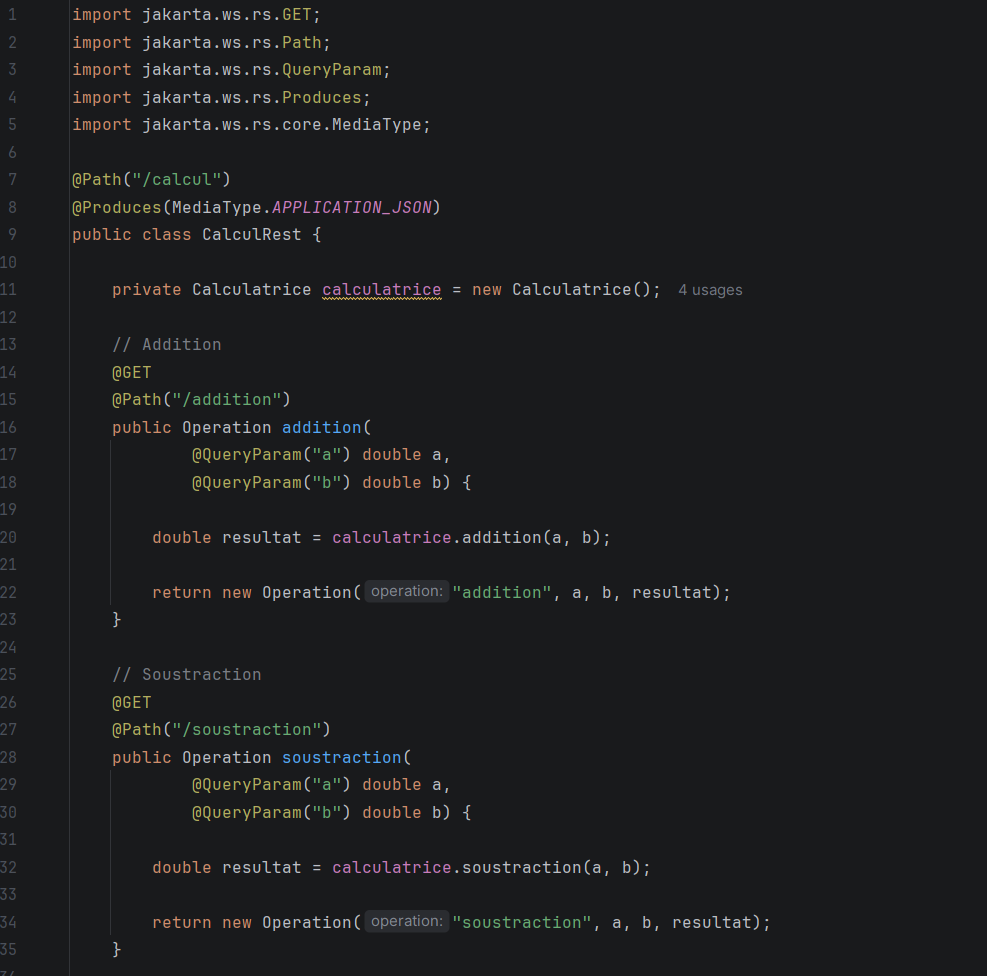 1 import jakarta.ws.rs.GET;
2 import jakarta.ws.rs.Path;
3 import jakarta.ws.rs.QueryParam;
4 import jakarta.ws.rs.Produces;
5 import jakarta.ws.rs.core.MediaType;
6
7 @Path("/calcul")
8 @Produces(MediaType.APPLICATION_JSON)
9 public class CalculRest {
10
11     private Calculatrice calculatrice = new Calculatrice(); 4 usages
12
13     // Addition
14     @GET
15     @Path("/addition")
16     public Operation addition(
17             @QueryParam("a") double a,
18             @QueryParam("b") double b) {
19
20         double resultat = calculatrice.addition(a, b);
21
22         return new Operation( operation: "addition", a, b, resultat);
23     }
24
25     // Soustraction
26     @GET
27     @Path("/soustraction")
28     public Operation soustraction(
29             @QueryParam("a") double a,
30             @QueryParam("b") double b) {
31
32         double resultat = calculatrice.soustraction(a, b);
33
34         return new Operation( operation: "soustraction", a, b, resultat);
35     }